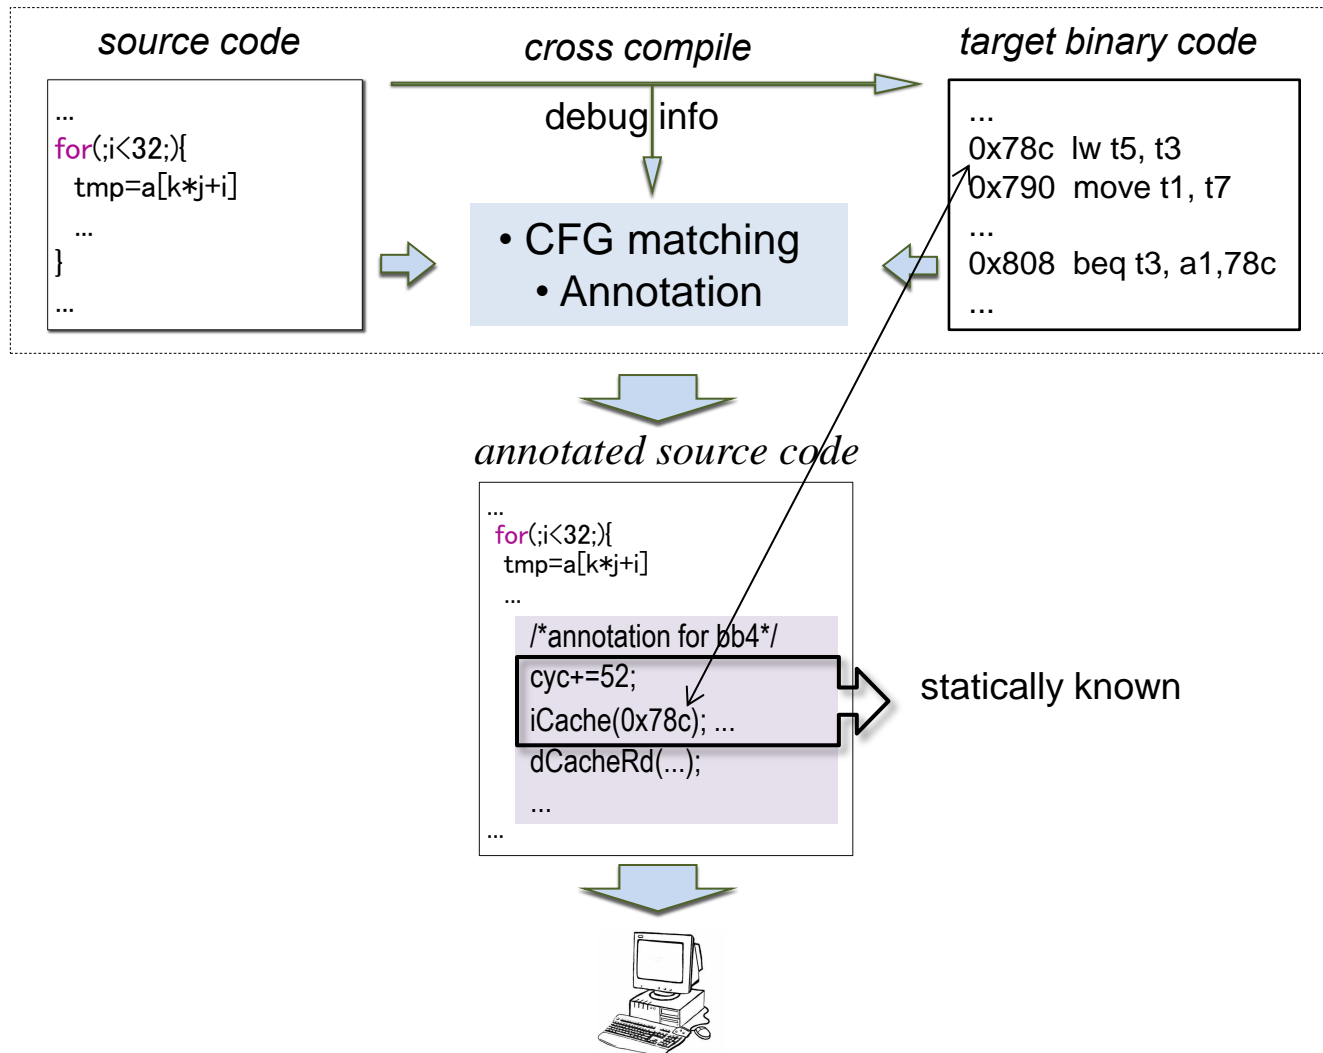 source code
cross compile
target binary code
debug info
...
for(;i<32;){
tmp=a[k*j+i]
...
}
...
• CFG matching
• Annotation
...
0x78c lw t5, t3
0x790 move t1, t7
...
0x808 beq t3, a1,78c
...
annotated source code
...
for(;i<32;){
tmp=a[k*j+i]
...
/*annotation for bb4*/
cyc+=52;
iCache(0x78c); ...
dCacheRd(...);
...
...
statically known